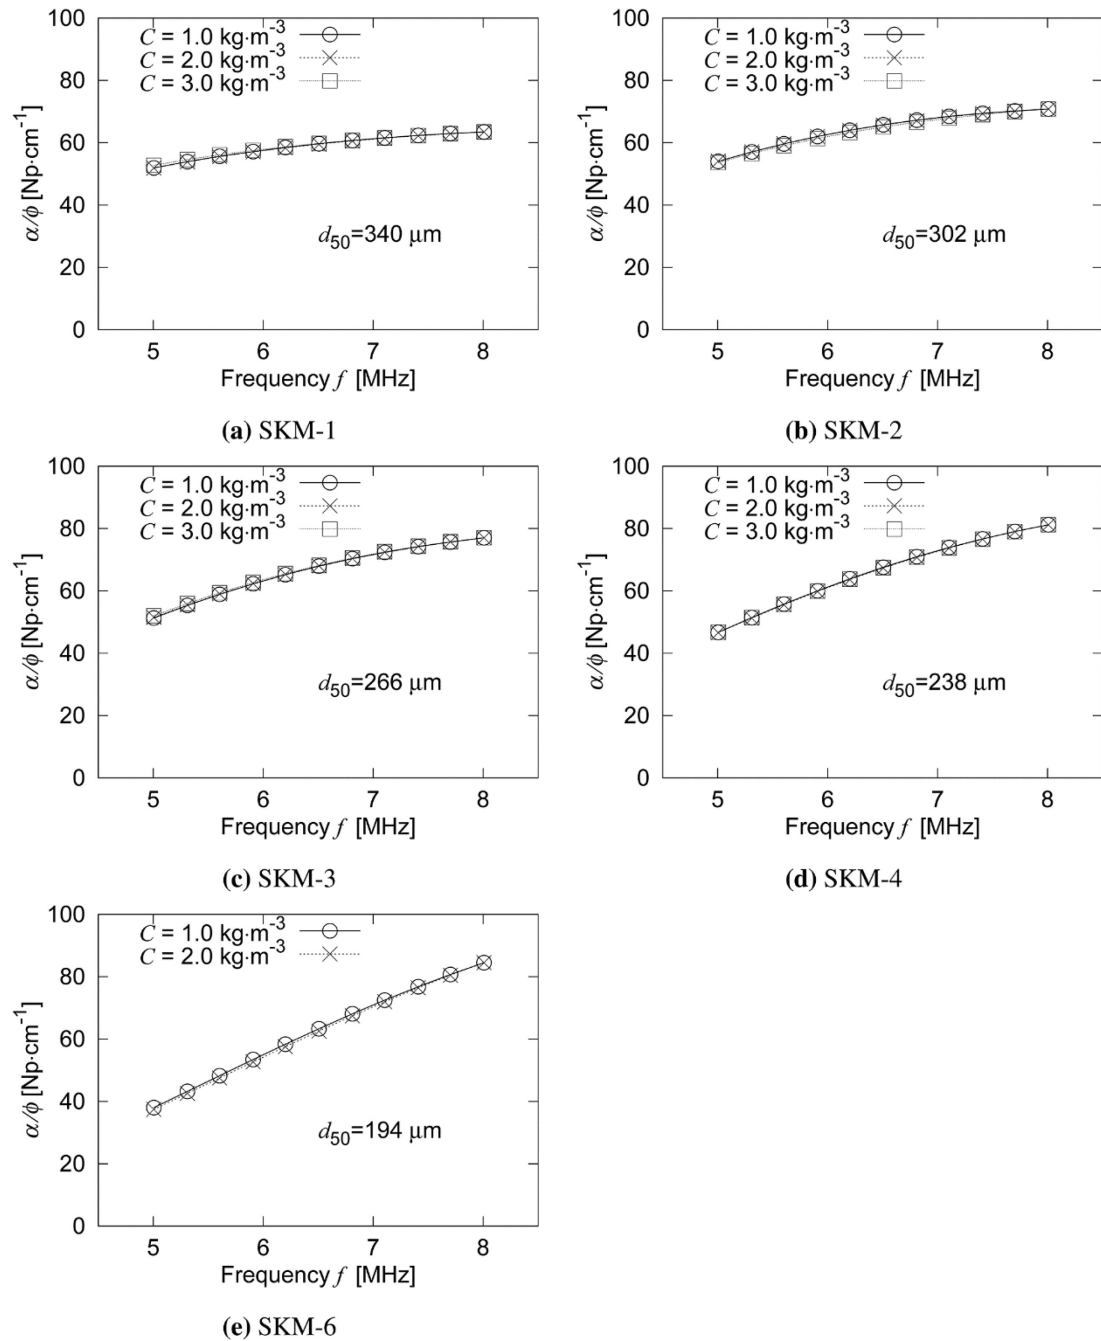 100
80
60
40
20
0
α/ϕ [Np·cm⁻¹]
C = 1.0 kg·m⁻³
C = 2.0 kg·m⁻³
C = 3.0 kg·m⁻³
d₅₀=340 μm
5 6 7 8
Frequency f [MHz]
(a) SKM-1
100
80
60
40
20
0
α/ϕ [Np·cm⁻¹]
C = 1.0 kg·m⁻³
C = 2.0 kg·m⁻³
C = 3.0 kg·m⁻³
d₅₀=302 μm
5 6 7 8
Frequency f [MHz]
(b) SKM-2
100
80
60
40
20
0
α/ϕ [Np·cm⁻¹]
C = 1.0 kg·m⁻³
C = 2.0 kg·m⁻³
C = 3.0 kg·m⁻³
d₅₀=266 μm
5 6 7 8
Frequency f [MHz]
(c) SKM-3
100
80
60
40
20
0
α/ϕ [Np·cm⁻¹]
C = 1.0 kg·m⁻³
C = 2.0 kg·m⁻³
C = 3.0 kg·m⁻³
d₅₀=238 μm
5 6 7 8
Frequency f [MHz]
(d) SKM-4
100
80
60
40
20
0
α/ϕ [Np·cm⁻¹]
C = 1.0 kg·m⁻³
C = 2.0 kg·m⁻³
d₅₀=194 μm
5 6 7 8
Frequency f [MHz]
(e) SKM-6